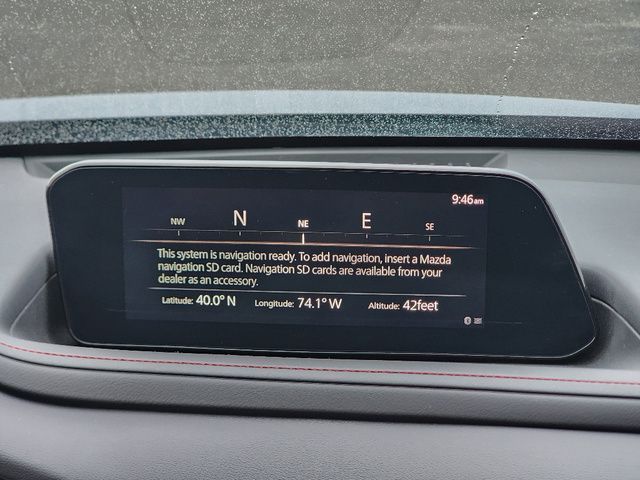 9:46am
NW N NE E SE
This system is navigation ready. To add navigation, insert a Mazda
navigation SD card. Navigation SD cards are available from your
dealer as an accessory.
Latitude: 40.0° N Longitude: 74.1° W Altitude: 42feet